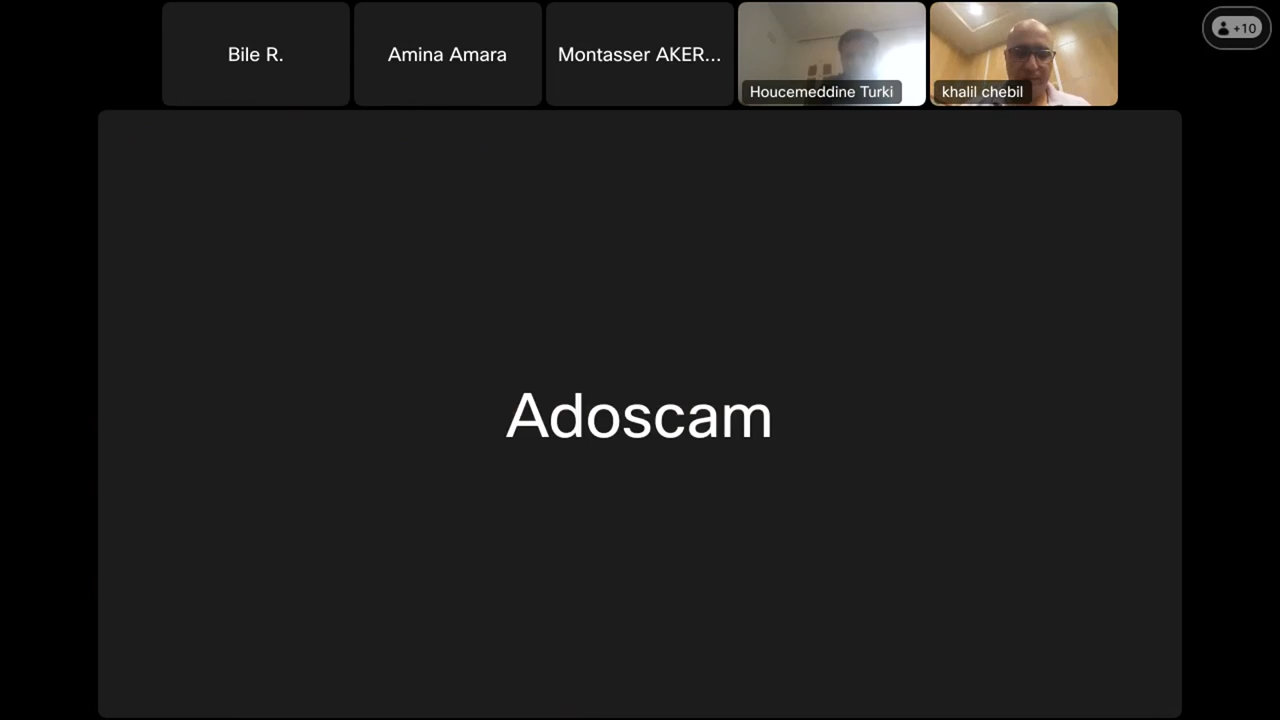 Bile R.
Amina Amara
Montasser AKER...
Houcemeddine Turki
khalil chebil
+10
Adoscam